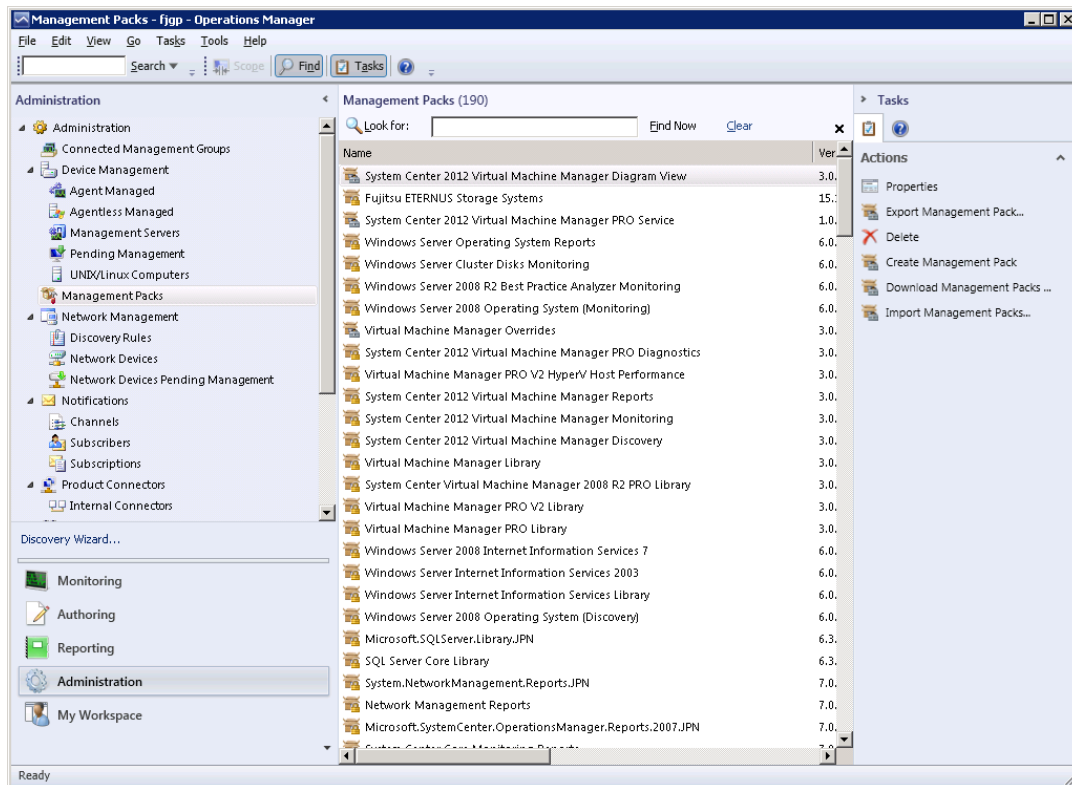 Management Packs - fjgp - Operations Manager
File Edit View Go Tasks Tools Help
Search Scope Find Tasks
Administration
Administration
Connected Management Groups
Device Management
Agent Managed
Agentless Managed
Management Servers
Pending Management
UNIX/Linux Computers
Management Packs
Network Management
Discovery Rules
Network Devices
Network Devices Pending Management
Notifications
Channels
Subscribers
Subscriptions
Product Connectors
Internal Connectors
Discovery Wizard...
Monitoring
Authoring
Reporting
Administration
My Workspace
Management Packs (190)
Look for: Find Now Clear
Name Ver
System Center 2012 Virtual Machine Manager Diagram View 3.0.
Fujitsu ETERNUS Storage Systems 15.
System Center 2012 Virtual Machine Manager PRO Service 1.0.
Windows Server Operating System Reports 6.0.
Windows Server Cluster Disks Monitoring 6.0.
Windows Server 2008 R2 Best Practice Analyzer Monitoring 6.0.
Windows Server 2008 Operating System (Monitoring) 6.0.
Virtual Machine Manager Overrides 3.0.
System Center 2012 Virtual Machine Manager PRO Diagnostics 3.0.
Virtual Machine Manager PRO V2 HyperV Host Performance 3.0.
System Center 2012 Virtual Machine Manager Reports 3.0.
System Center 2012 Virtual Machine Manager Monitoring 3.0.
System Center 2012 Virtual Machine Manager Discovery 3.0.
Virtual Machine Manager Library 3.0.
System Center Virtual Machine Manager 2008 R2 PRO Library 3.0.
Virtual Machine Manager PRO V2 Library 3.0.
Virtual Machine Manager PRO Library 3.0.
Windows Server 2008 Internet Information Services 7 6.0.
Windows Server Internet Information Services 2003 6.0.
Windows Server Internet Information Services Library 6.0.
Windows Server 2008 Operating System (Discovery) 6.0.
Microsoft.SQLServer.Library.JPN 6.3.
SQL Server Core Library 6.3.
System.NetworkManagement.Reports.JPN 7.0.
Network Management Reports 7.0.
Microsoft.SystemCenter.OperationsManager.Reports.2007.JPN 7.0.
System Center Core Monitoring Reports 7.0.
Tasks
Actions
Properties
Export Management Pack...
Delete
Create Management Pack
Download Management Packs ...
Import Management Packs...
Ready